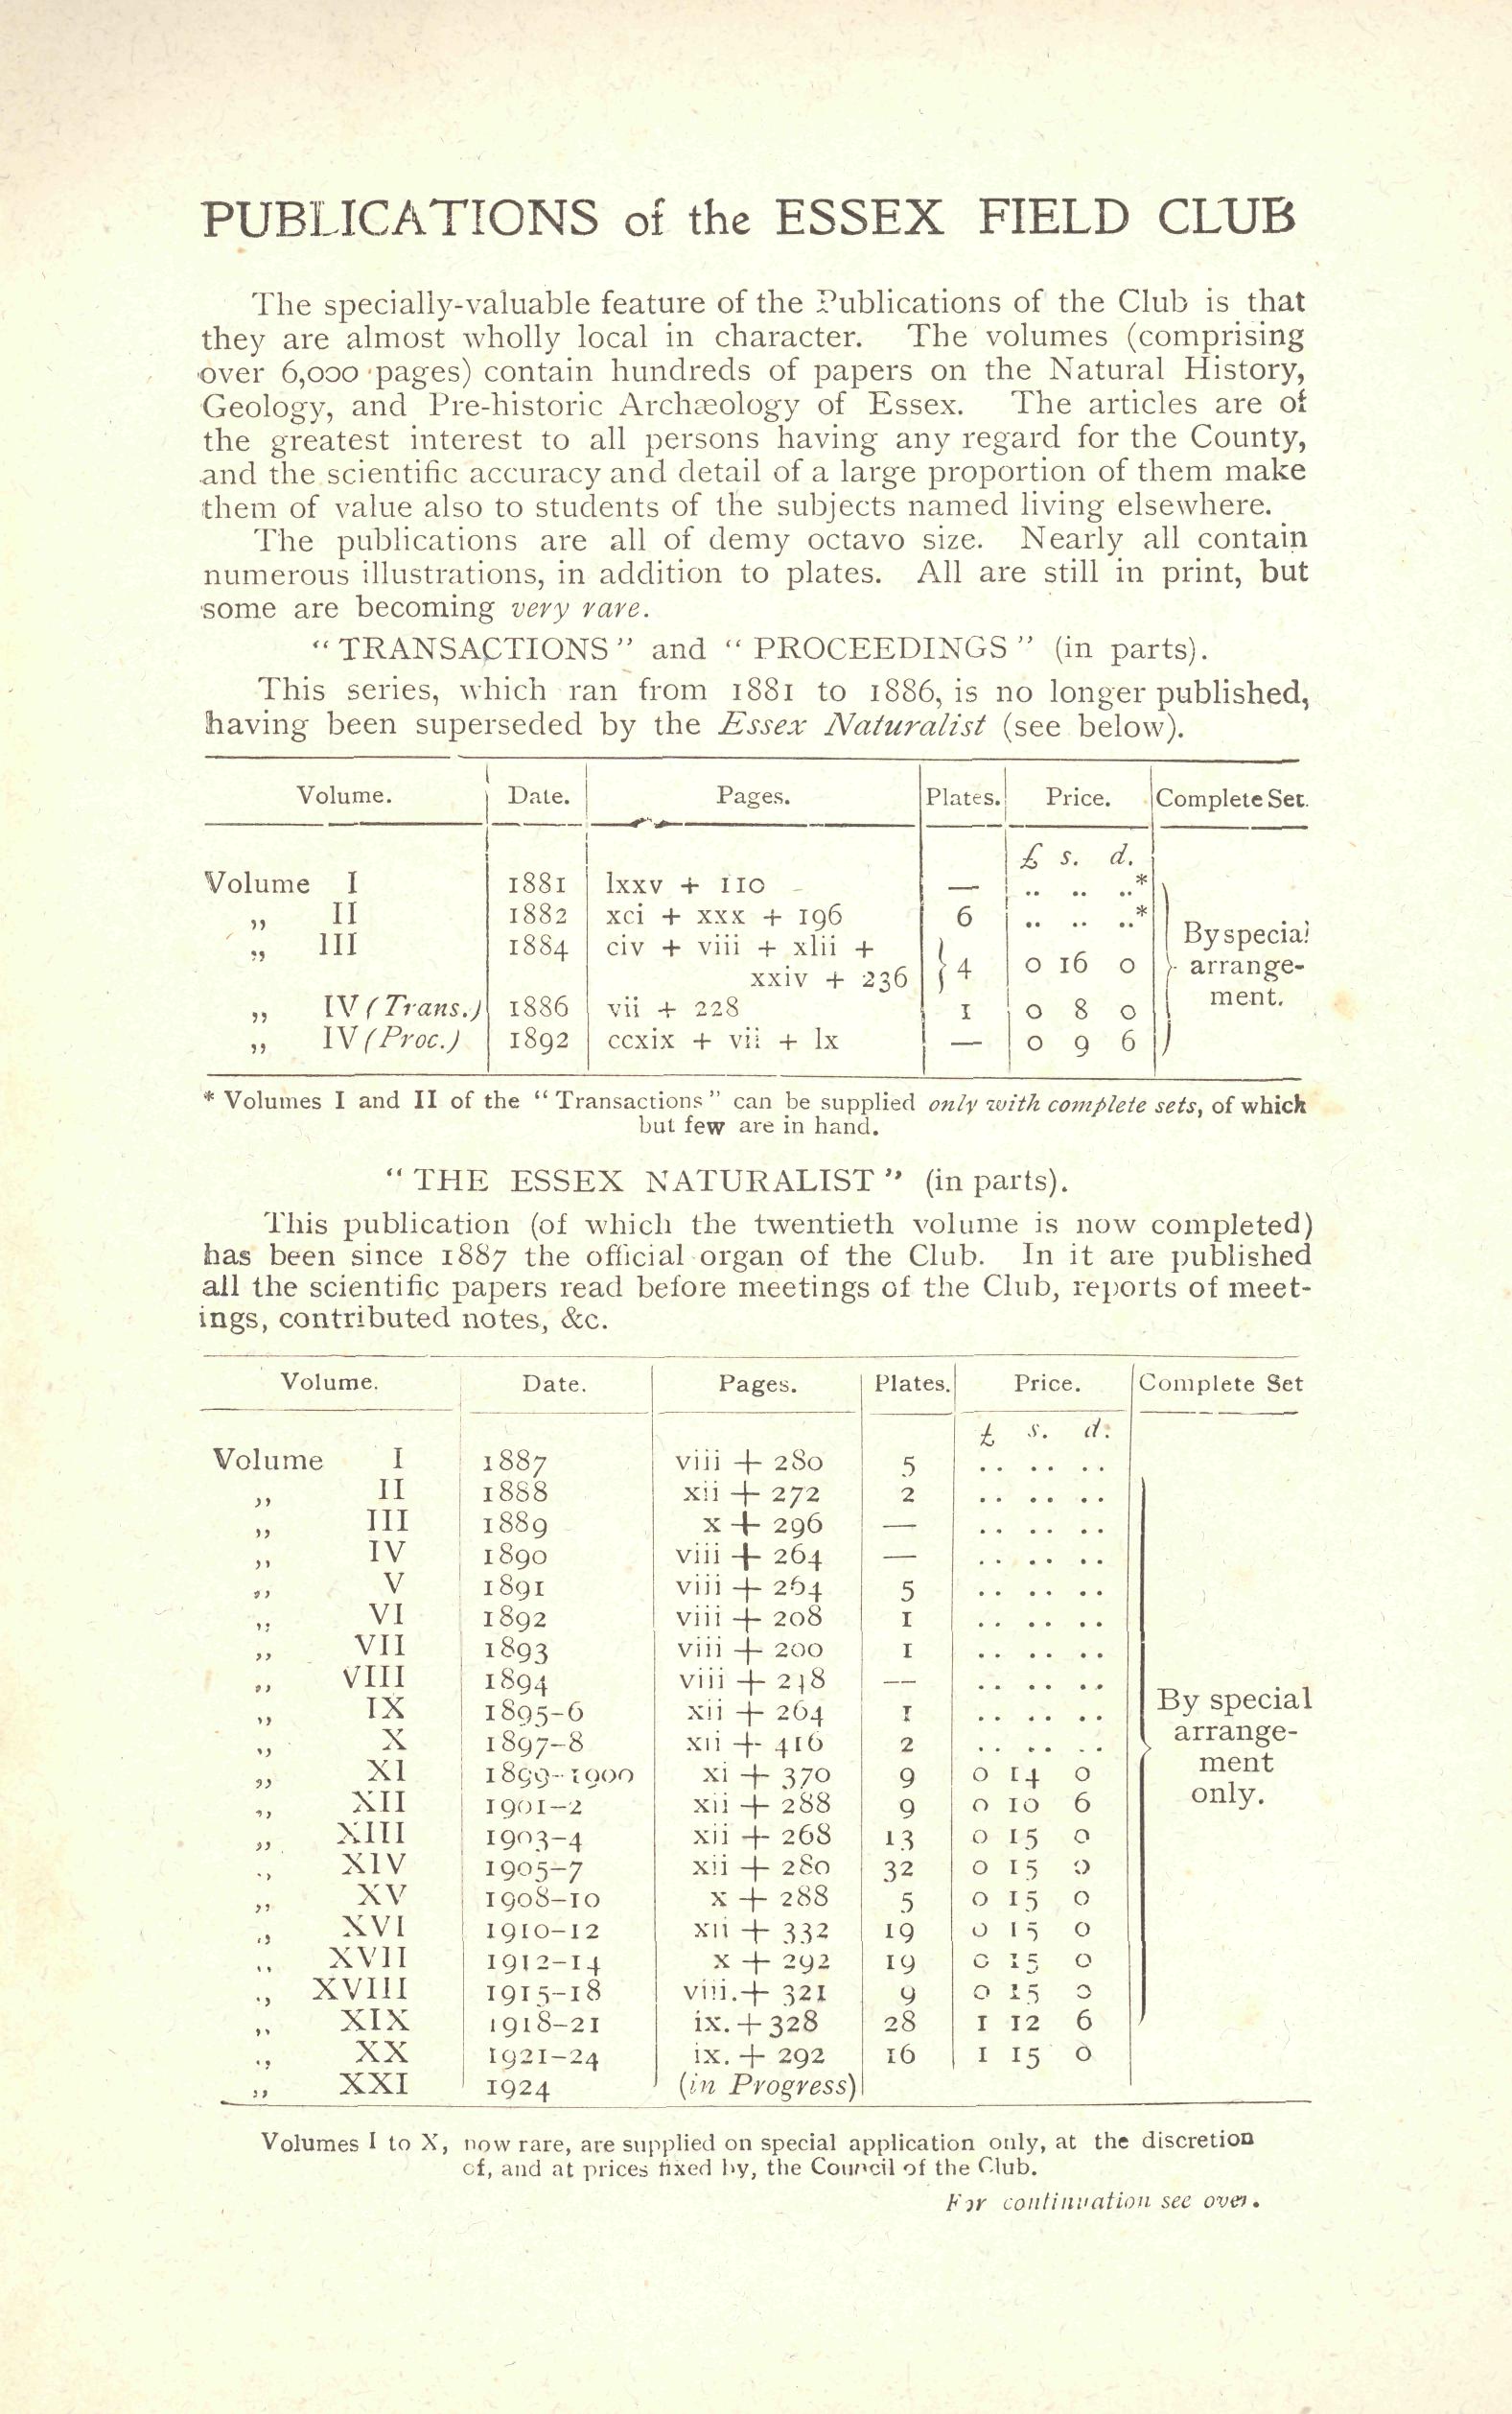 PUBLICATIONS of the ESSEX FIELD CLUB
The specially-valuable feature of the Publications of the Club is that
they are almost wholly local in character. The volumes (comprising
over 6,000 pages) contain hundreds of papers on the Natural History,
Geology, and Pre-historic Archæology of Essex. The articles are of
the greatest interest to all persons having any regard for the County,
and the scientific accuracy and detail of a large proportion of them make
them of value also to students of the subjects named living elsewhere.
The publications are all of demy octavo size. Nearly all contain
numerous illustrations, in addition to plates. All are still in print, but
some are becoming very rare.
“TRANSACTIONS” and “PROCEEDINGS” (in parts).
This series, which ran from 1881 to 1886, is no longer published,
having been superseded by the Essex Naturalist (see below).
Volume. Date. Pages. Plates. Price. Complete Set.
£ s. d.
Volume I 1881 lxxv + 110 — .. .. ..*
„ II 1882 xci + xxx + 196 6 .. .. ..*
„ III 1884 civ + viii + xlii +
xxiv + 236 4 0 16 0
„ IV (Trans.) 1886 vii + 228 1 0 8 0
„ IV (Proc.) 1892 ccxix + vii + lx — 0 9 6
By special
arrange-
ment.
* Volumes I and II of the “Transactions” can be supplied only with complete sets, of which
but few are in hand.
“THE ESSEX NATURALIST” (in parts).
This publication (of which the twentieth volume is now completed)
has been since 1887 the official organ of the Club. In it are published
all the scientific papers read before meetings of the Club, reports of meet-
ings, contributed notes, &c.
Volume. Date. Pages. Plates. Price. Complete Set
£ s. d.
Volume I 1887 viii + 280 5 .. .. ..
„ II 1888 xii + 272 2 .. .. ..
„ III 1889 x + 296 — .. .. ..
„ IV 1890 viii + 264 — .. .. ..
„ V 1891 viii + 264 5 .. .. ..
„ VI 1892 viii + 208 1 .. .. ..
„ VII 1893 viii + 200 1 .. .. ..
„ VIII 1894 viii + — .. .. ..
„ IX 1895-6 xii + 264 1 .. .. ..
„ X 1897-8 xii + 416 2 .. .. ..
„ XI 1899-1900 xi + 370 9 0 14 0
„ XII 1901-2 xii + 288 9 0 10 6
„ XIII 1903-4 xii + 268 13 0 15 0
„ XIV 1905-7 xii + 280 32 0 15 0
„ XV 1908-10 x + 288 5 0 15 0
„ XVI 1910-12 xii + 332 19 0 15 0
„ XVII 1912-14 x + 292 19 0 15 0
„ XVIII 1915-18 viii.+ 321 9 0 15 0
„ XIX 1918-21 ix.+328 28 1 12 6
„ XX 1921-24 ix. + 292 16 1 15 0
„ XXI 1924 (in Progress)
By special
arrange-
ment
only.
Volumes I to X, now rare, are supplied on special application only, at the discretion
of, and at prices fixed by, the Council of the Club.
For continuation see over.